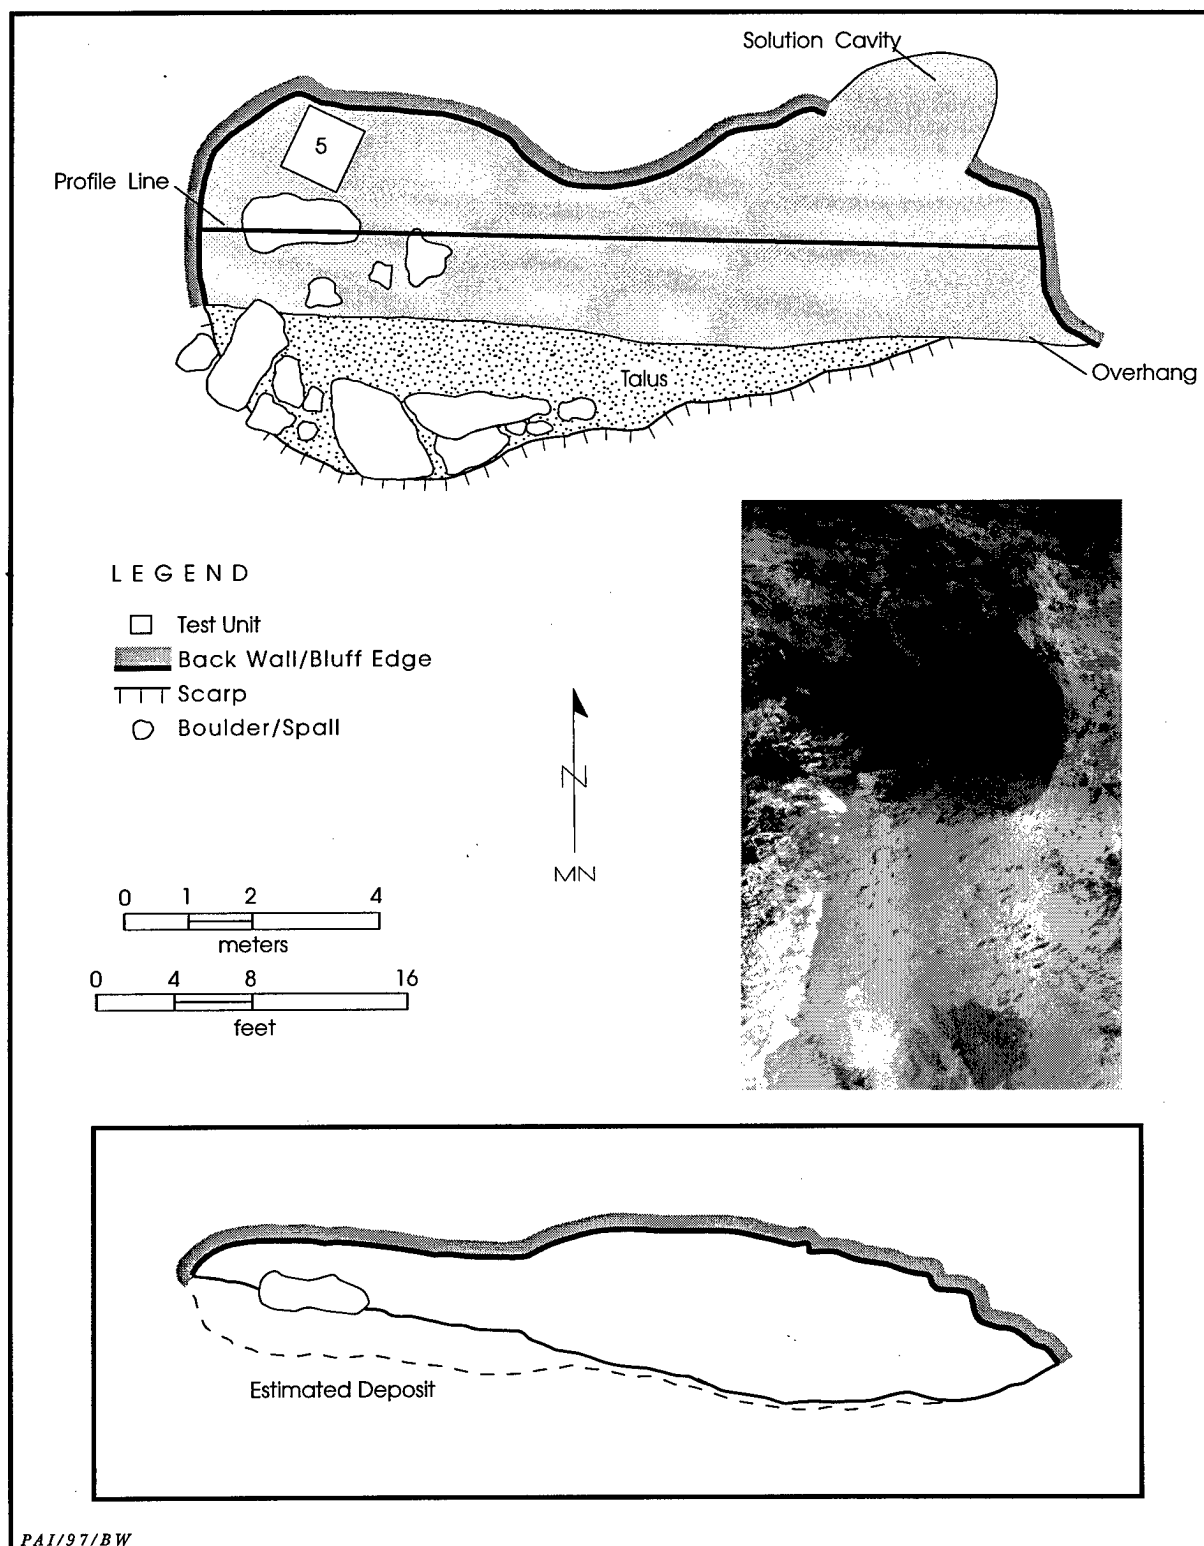 Solution Cavity
5
Profile Line
Talus
Overhang
LEGEND
Test Unit
Back Wall/Bluff Edge
Scarp
Boulder/Spall
N
MN
0 1 2 4
meters
0 4 8 16
feet
Estimated Deposit
PAI/97/BW